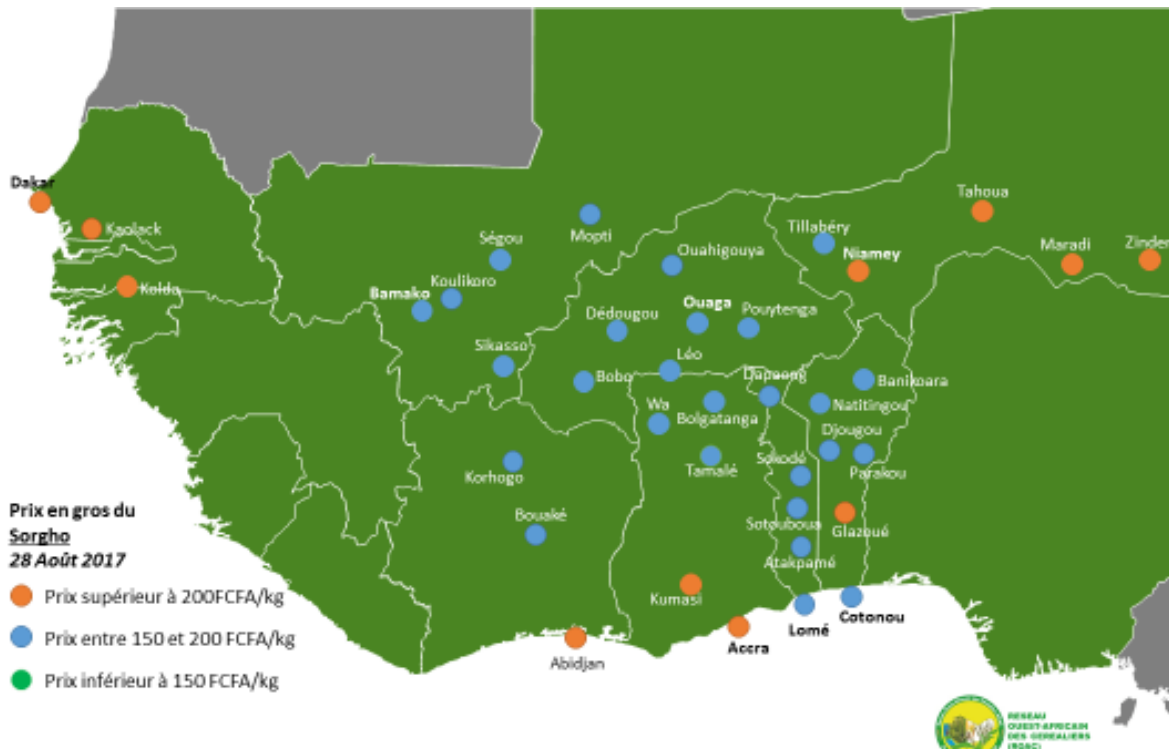 Dakar
Kaolack
Kolda
Ségou
Mopti
Koulikoro
Bamako
Sikasso
Ouahigouya
Dédougou
Ouaga
Pouytenga
Bobo
Léo
Tillabéry
Niamey
Tahoua
Maradi
Zinder
Dapaong
Banikoara
Natitingou
Wa
Bolgatanga
Djougou
Parakou
Tamalé
Sokodé
Korhogo
Bouaké
Sotouboua
Glazoué
Atakpamé
Kumasi
Accra
Lomé
Cotonou
Abidjan
Prix en gros du
Sorgho
28 Août 2017
Prix supérieur à 200FCFA/kg
Prix entre 150 et 200 FCFA/kg
Prix inférieur à 150 FCFA/kg
RESEAU
OUEST-AFRICAIN
DES CEREALIERS
(ROAC)